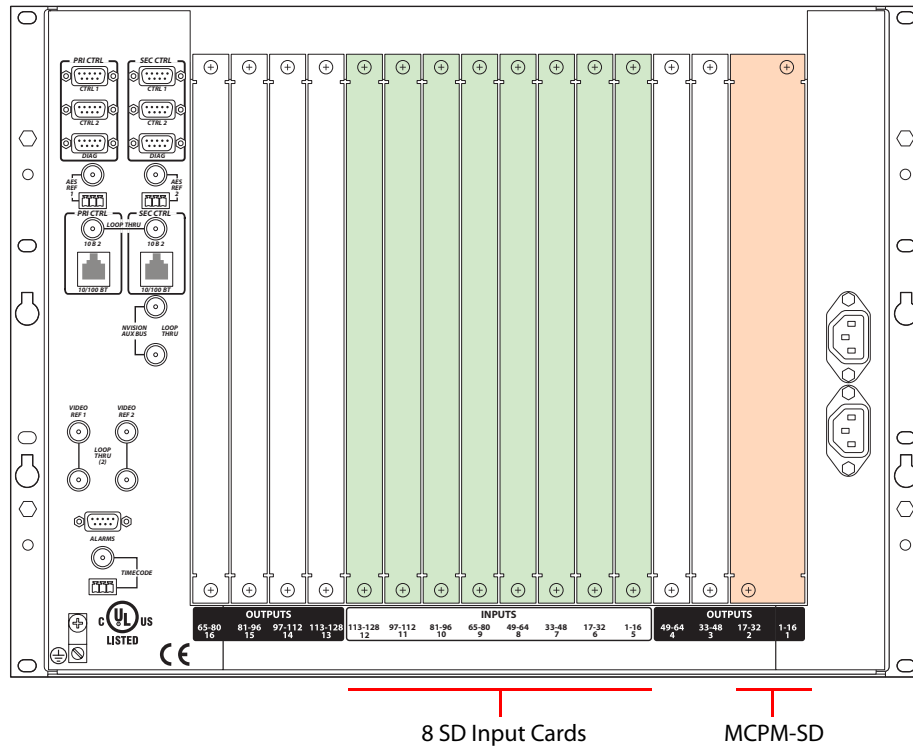 PRI CTRL SEC CTRL
CTRL 1 CTRL 1
CTRL 2 CTRL 2
DIAG DIAG
AES REF 1
AES REF 2
PRI CTRL SEC CTRL
LOOP THRU
10 B 2 10 B 2
10/100 BT 10/100 BT
NVISION AUX BUS
LOOP THRU
VIDEO REF 1
VIDEO REF 2
LOOP THRU (2)
ALARMS
TIMECODE
C UL US
LISTED
CE
OUTPUTS
65-80 81-96 97-112 113-128
16 15 14 13
INPUTS
113-128 97-112 81-96 65-80 49-64 33-48 17-32 1-16
12 11 10 9 8 7 6 5
OUTPUTS
49-64 33-48 17-32 1-16
4 3 2 1
8 SD Input Cards
MCPM-SD